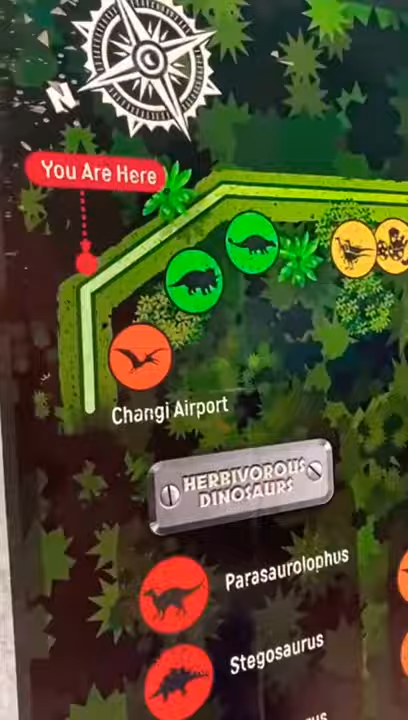 N
You Are Here
Changi Airport
HERBIVOROUS
DINOSAURS
Parasaurolophus
Stegosaurus